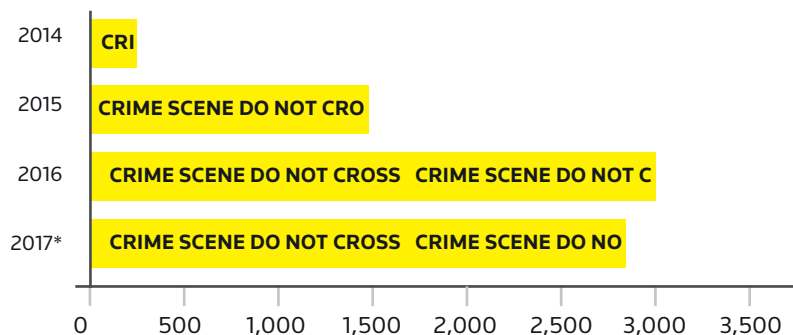 2014 CRI
2015 CRIME SCENE DO NOT CRO
2016 CRIME SCENE DO NOT CROSS CRIME SCENE DO NOT C
2017* CRIME SCENE DO NOT CROSS CRIME SCENE DO NO
0 500 1,000 1,500 2,000 2,500 3,000 3,500